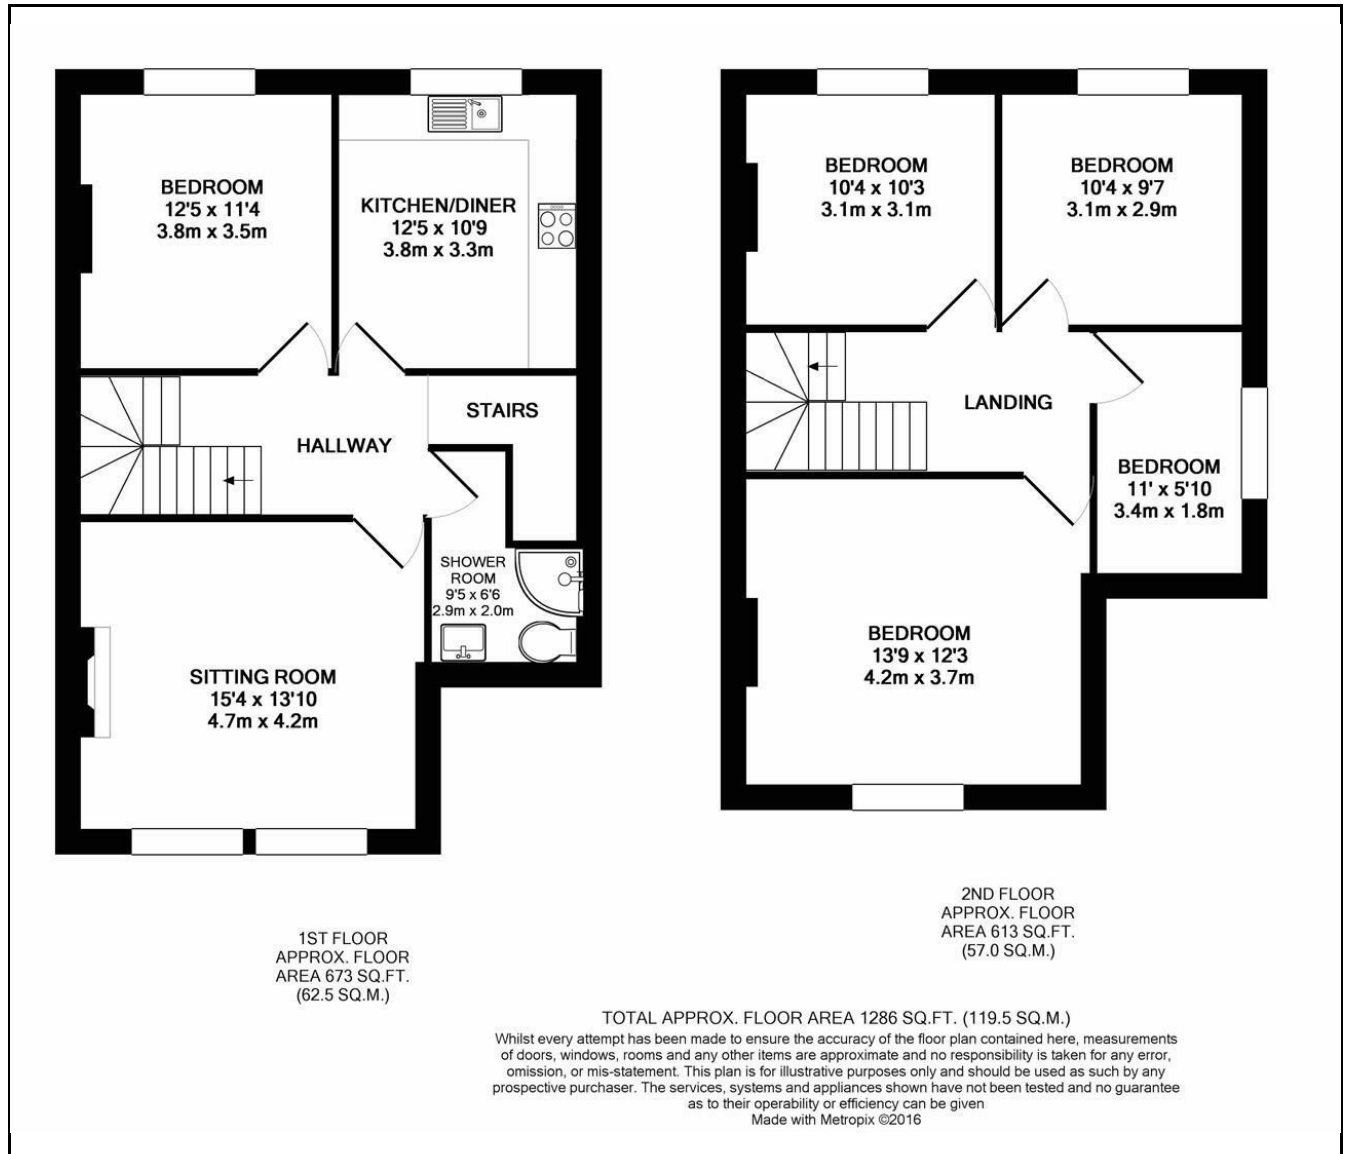 BEDROOM
12'5 x 11'4
3.8m x 3.5m
KITCHEN/DINER
12'5 x 10'9
3.8m x 3.3m
STAIRS
HALLWAY
SHOWER
ROOM
9'5 x 6'6
2.9m x 2.0m
SITTING ROOM
15'4 x 13'10
4.7m x 4.2m
1ST FLOOR
APPROX. FLOOR
AREA 673 SQ.FT.
(62.5 SQ.M.)
BEDROOM
10'4 x 10'3
3.1m x 3.1m
BEDROOM
10'4 x 9'7
3.1m x 2.9m
LANDING
BEDROOM
11' x 5'10
3.4m x 1.8m
BEDROOM
13'9 x 12'3
4.2m x 3.7m
2ND FLOOR
APPROX. FLOOR
AREA 613 SQ.FT.
(57.0 SQ.M.)
TOTAL APPROX. FLOOR AREA 1286 SQ.FT. (119.5 SQ.M.)
Whilst every attempt has been made to ensure the accuracy of the floor plan contained here, measurements
of doors, windows, rooms and any other items are approximate and no responsibility is taken for any error,
omission, or mis-statement. This plan is for illustrative purposes only and should be used as such by any
prospective purchaser. The services, systems and appliances shown have not been tested and no guarantee
as to their operability or efficiency can be given
Made with Metropix ©2016